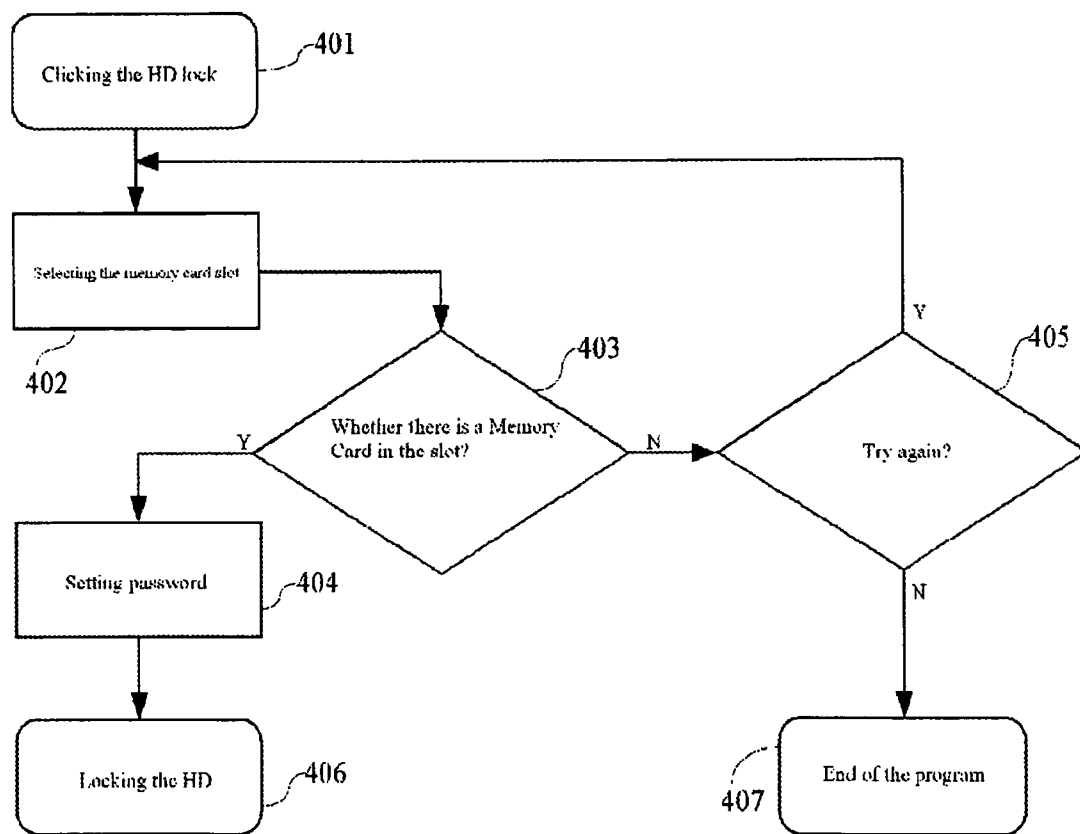 Clicking the HD lock
401
Selecting the memory card slot
402
Whether there is a Memory
Card in the slot?
403
Y
N
Try again?
405
Y
N
Setting password
404
Locking the HD
406
End of the program
407